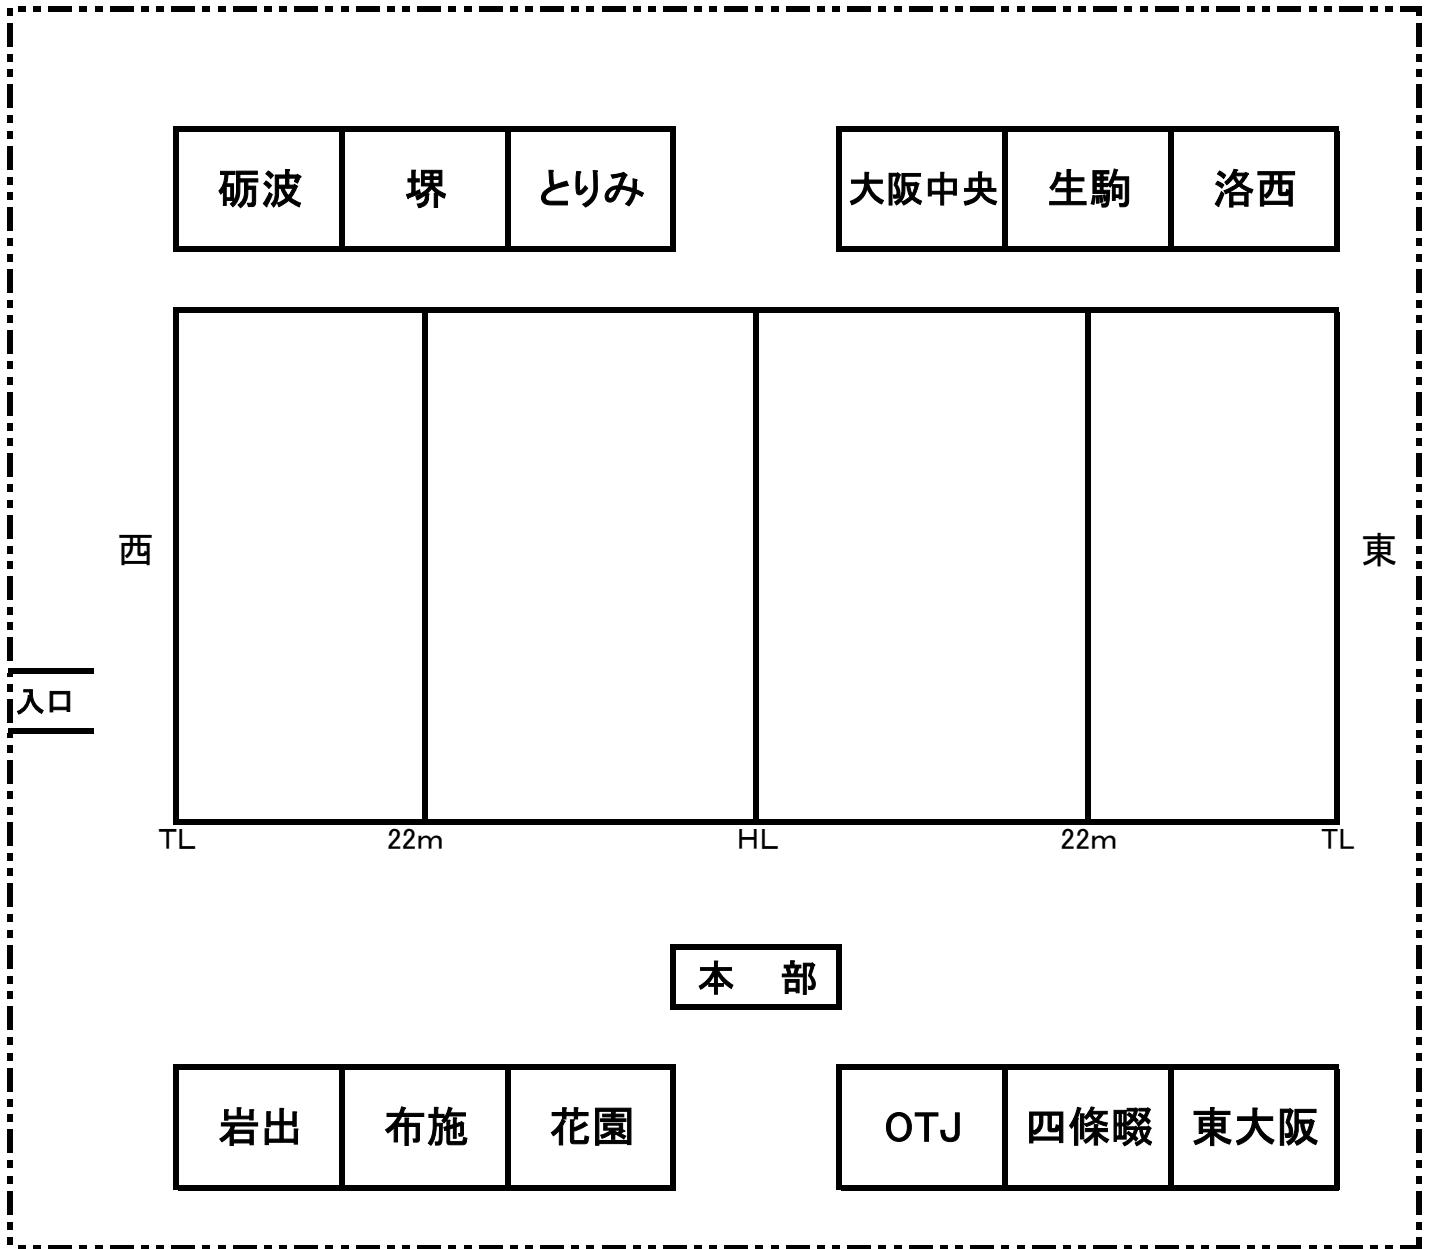 砺波 堺 とりみ 大阪中央 生駒 洛西
西 東
入口
TL 22m HL 22m TL
本 部
岩出 布施 花園 OTJ 四條畷 東大阪